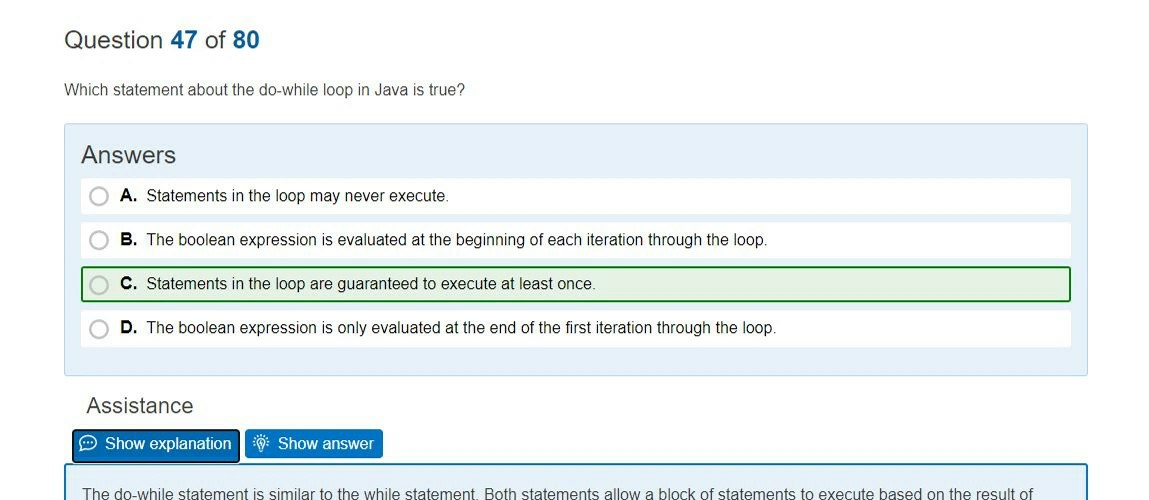 Question 47 of 80
Which statement about the do-while loop in Java is true?
Answers
A. Statements in the loop may never execute.
B. The boolean expression is evaluated at the beginning of each iteration through the loop.
C. Statements in the loop are guaranteed to execute at least once.
D. The boolean expression is only evaluated at the end of the first iteration through the loop.
Assistance
Show explanation Show answer
The do-while statement is similar to the while statement. Both statements allow a block of statements to execute based on the result of